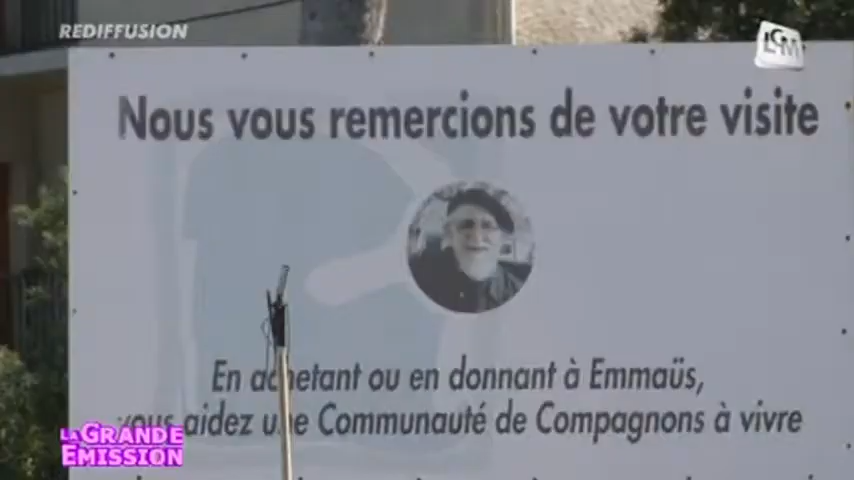 REDIFFUSION
LCM
Nous vous remercions de votre visite
En achetant ou en donnant à Emmaüs,
vous aidez une Communauté de Compagnons à vivre
LA GRANDE
EMISSION